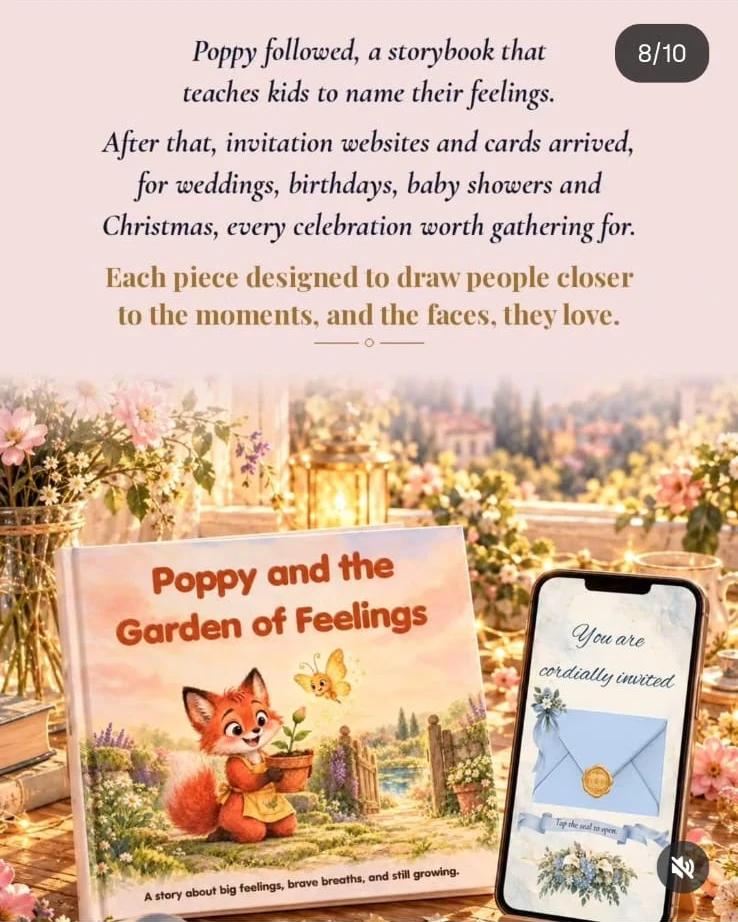 8/10
Poppy followed, a storybook that
teaches kids to name their feelings.
After that, invitation websites and cards arrived,
for weddings, birthdays, baby showers and
Christmas, every celebration worth gathering for.
Each piece designed to draw people closer
to the moments, and the faces, they love.
Poppy and the
Garden of Feelings
A story about big feelings, brave breaths, and still growing.
You are
cordially invited
Tap the seal to open.